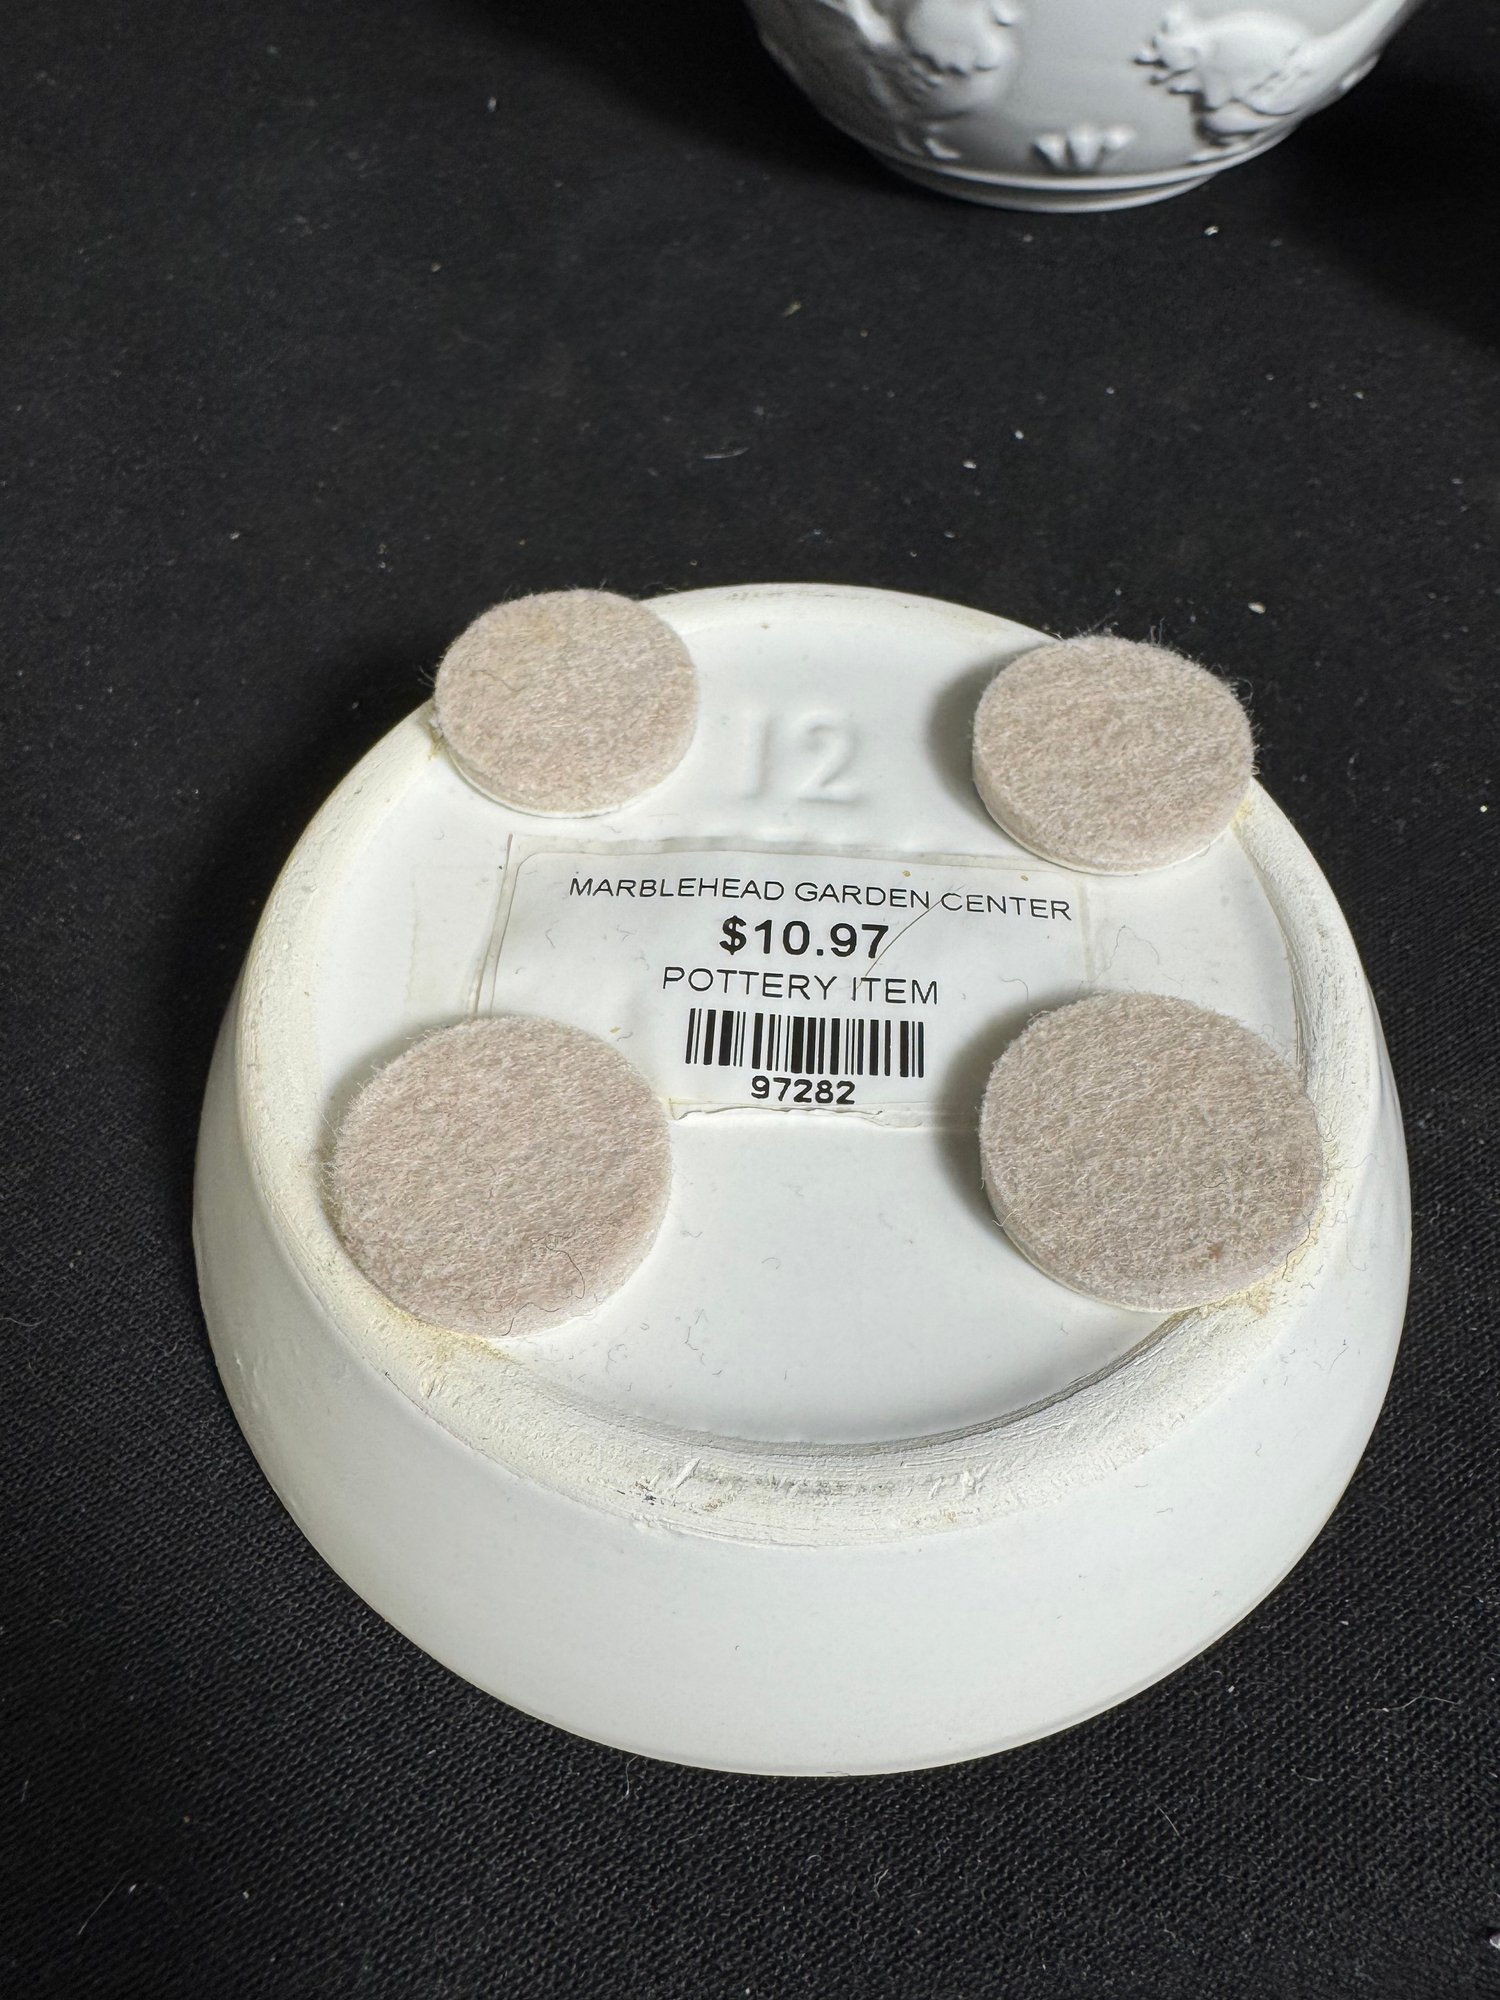 12
MARBLEHEAD GARDEN CENTER
$10.97
POTTERY ITEM
97282